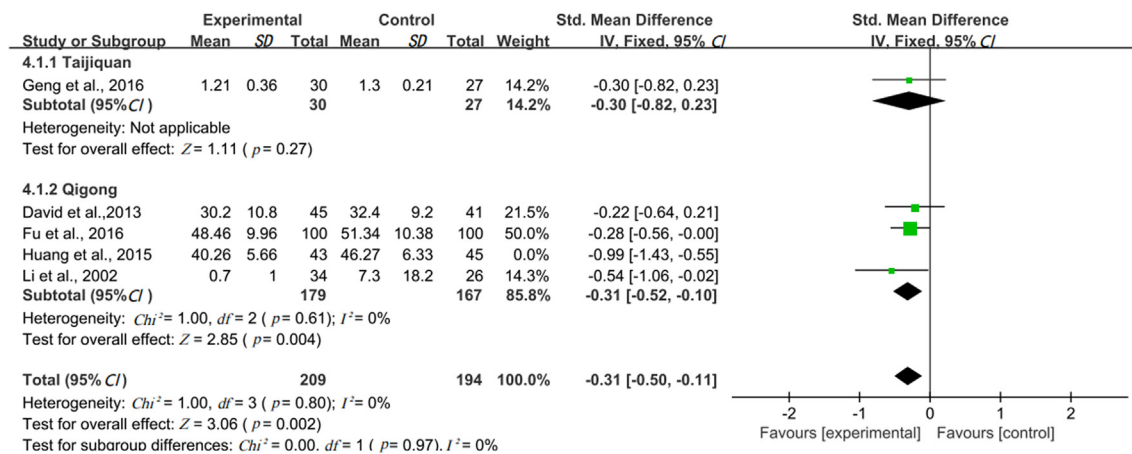 Experimental Control Std. Mean Difference Std. Mean Difference
Study or Subgroup Mean SD Total Mean SD Total Weight IV, Fixed, 95% CI IV, Fixed, 95% CI
4.1.1 Taijiquan
Geng et al., 2016 1.21 0.36 30 1.3 0.21 27 14.2% -0.30 [-0.82, 0.23]
Subtotal (95%CI) 30 27 14.2% -0.30 [-0.82, 0.23]
Heterogeneity: Not applicable
Test for overall effect: Z = 1.11 ( p = 0.27)
4.1.2 Qigong
David et al.,2013 30.2 10.8 45 32.4 9.2 41 21.5% -0.22 [-0.64, 0.21]
Fu et al., 2016 48.46 9.96 100 51.34 10.38 100 50.0% -0.28 [-0.56, -0.00]
Huang et al., 2015 40.26 5.66 43 46.27 6.33 45 0.0% -0.99 [-1.43, -0.55]
Li et al., 2002 0.7 1 34 7.3 18.2 26 14.3% -0.54 [-1.06, -0.02]
Subtotal (95%CI) 179 167 85.8% -0.31 [-0.52, -0.10]
Heterogeneity: Chi² = 1.00, df = 2 ( p = 0.61); I² = 0%
Test for overall effect: Z = 2.85 ( p = 0.004)
Total (95% CI) 209 194 100.0% -0.31 [-0.50, -0.11]
Heterogeneity: Chi² = 1.00, df = 3 ( p = 0.80); I² = 0%
Test for overall effect: Z = 3.06 ( p = 0.002)
Test for subgroup differences: Chi² = 0.00. df = 1 ( p = 0.97). I² = 0%
-2 -1 0 1 2
Favours [experimental] Favours [control]